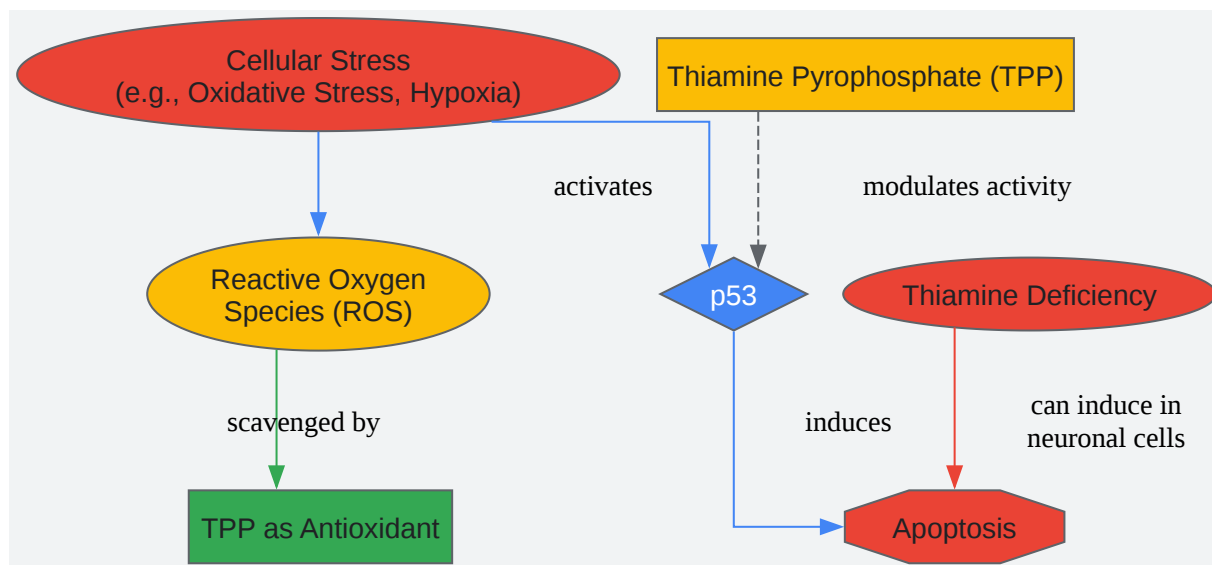 Cellular Stress
(e.g., Oxidative Stress, Hypoxia)
Thiamine Pyrophosphate (TPP)
activates
modulates activity
Reactive Oxygen
Species (ROS)
p53
Thiamine Deficiency
scavenged by
induces
can induce in
neuronal cells
TPP as Antioxidant
Apoptosis